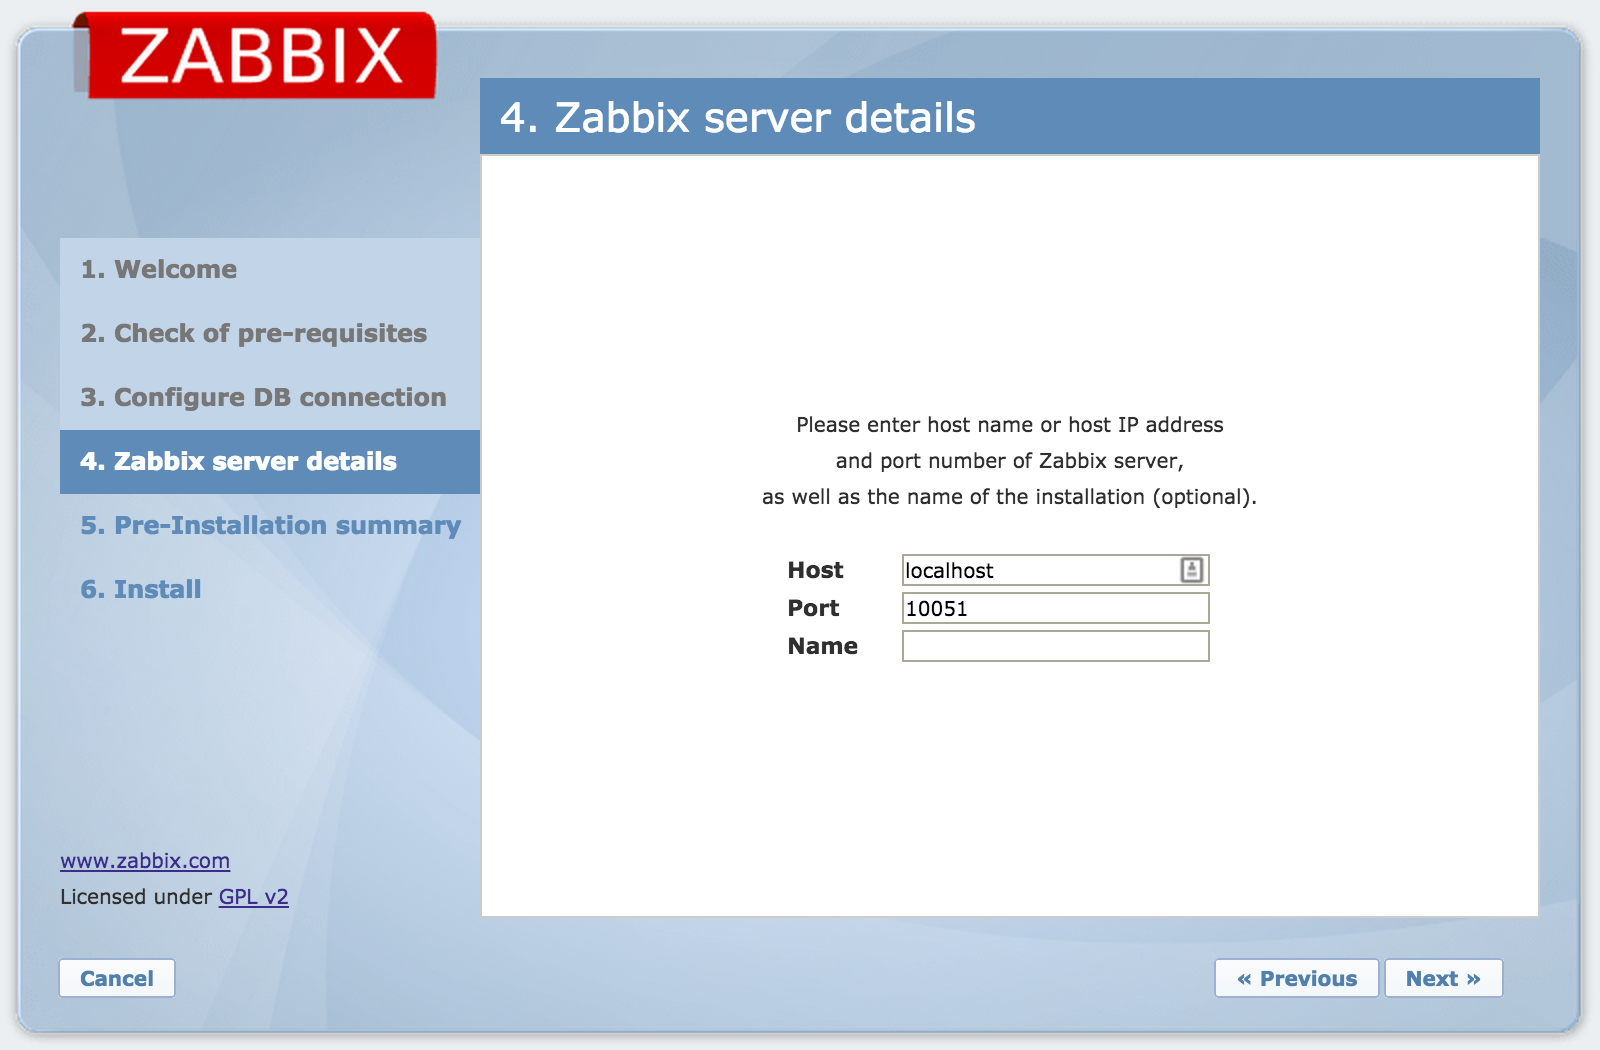 ZABBIX
4. Zabbix server details
1. Welcome
2. Check of pre-requisites
3. Configure DB connection
4. Zabbix server details
5. Pre-Installation summary
6. Install
Please enter host name or host IP address
and port number of Zabbix server,
as well as the name of the installation (optional).
Host localhost
Port 10051
Name
www.zabbix.com
Licensed under GPL v2
Cancel
« Previous
Next »